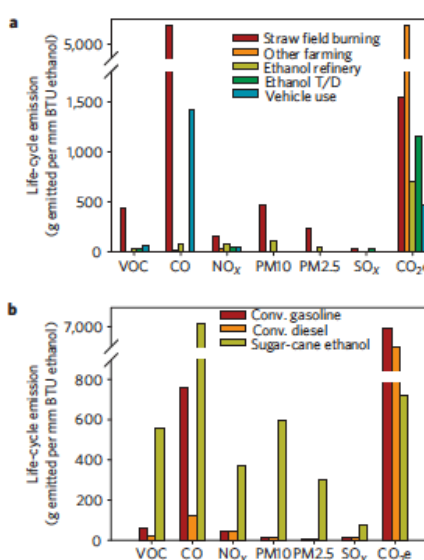 a
Life-cycle emission
(g emitted per mm BTU ethanol)
5,000
1,500
1,000
500
0
Straw field burning
Other farming
Ethanol refinery
Ethanol T/D
Vehicle use
VOC CO NOX PM10 PM2.5 SOX CO2e
b
Life-cycle emission
(g emitted per mm BTU ethanol)
7,000
800
600
400
200
0
Conv. gasoline
Conv. diesel
Sugar-cane ethanol
VOC CO NOX PM10 PM2.5 SOX CO2e